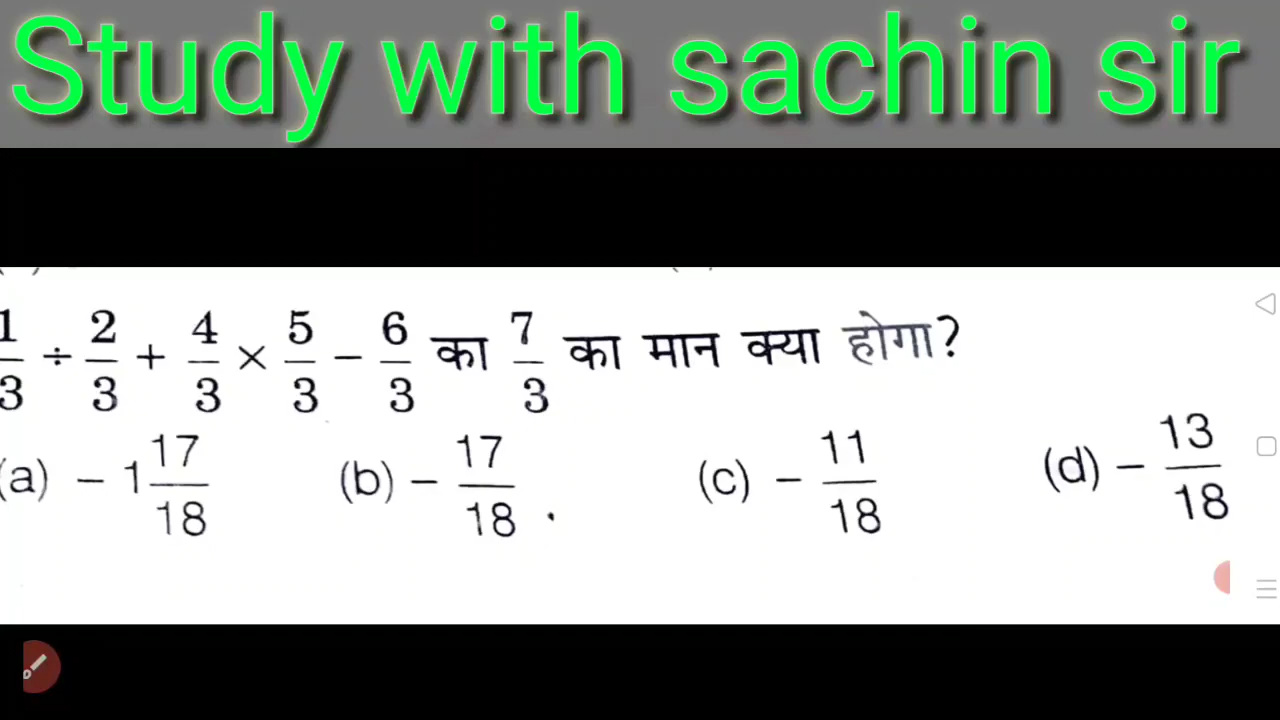 Study with sachin sir
1/3 ÷ 2/3 + 4/3 × 5/3 − 6/3 का 7/3 का मान क्या होगा?
(a) − 1 17/18 (b) − 17/18 . (c) − 11/18 (d) − 13/18